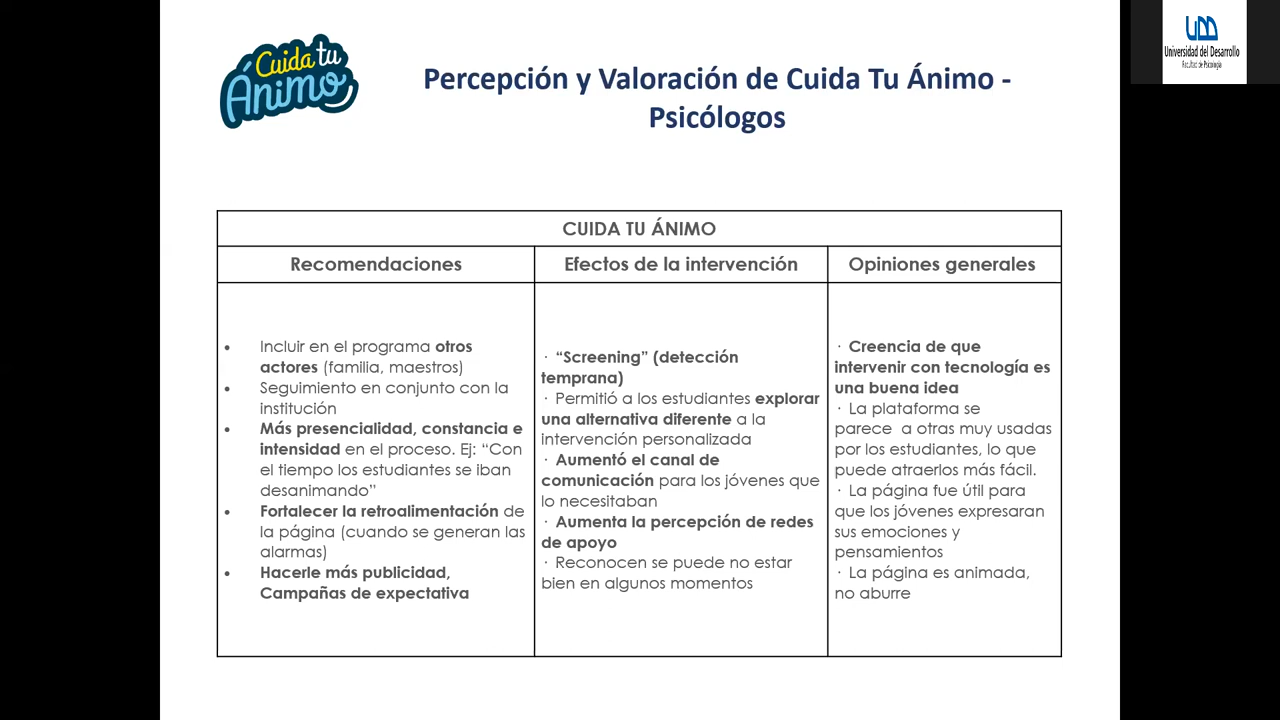 Cuida tu
Ánimo
Percepción y Valoración de Cuida Tu Ánimo -
Psicólogos
Universidad del Desarrollo
Facultad de Psicología
CUIDA TU ÁNIMO
Recomendaciones
Efectos de la intervención
Opiniones generales
• Incluir en el programa otros
actores (familia, maestros)
• Seguimiento en conjunto con la
institución
• Más presencialidad, constancia e
intensidad en el proceso. Ej: “Con
el tiempo los estudiantes se iban
desanimando”
• Fortalecer la retroalimentación de
la página (cuando se generan las
alarmas)
• Hacerle más publicidad,
Campañas de expectativa
· “Screening” (detección
temprana)
· Permitió a los estudiantes explorar
una alternativa diferente a la
intervención personalizada
· Aumentó el canal de
comunicación para los jóvenes que
lo necesitaban
· Aumenta la percepción de redes
de apoyo
· Reconocen se puede no estar
bien en algunos momentos
· Creencia de que
intervenir con tecnología es
una buena idea
· La plataforma se
parece a otras muy usadas
por los estudiantes, lo que
puede atraerlos más fácil.
· La página fue útil para
que los jóvenes expresaran
sus emociones y
pensamientos
· La página es animada,
no aburre